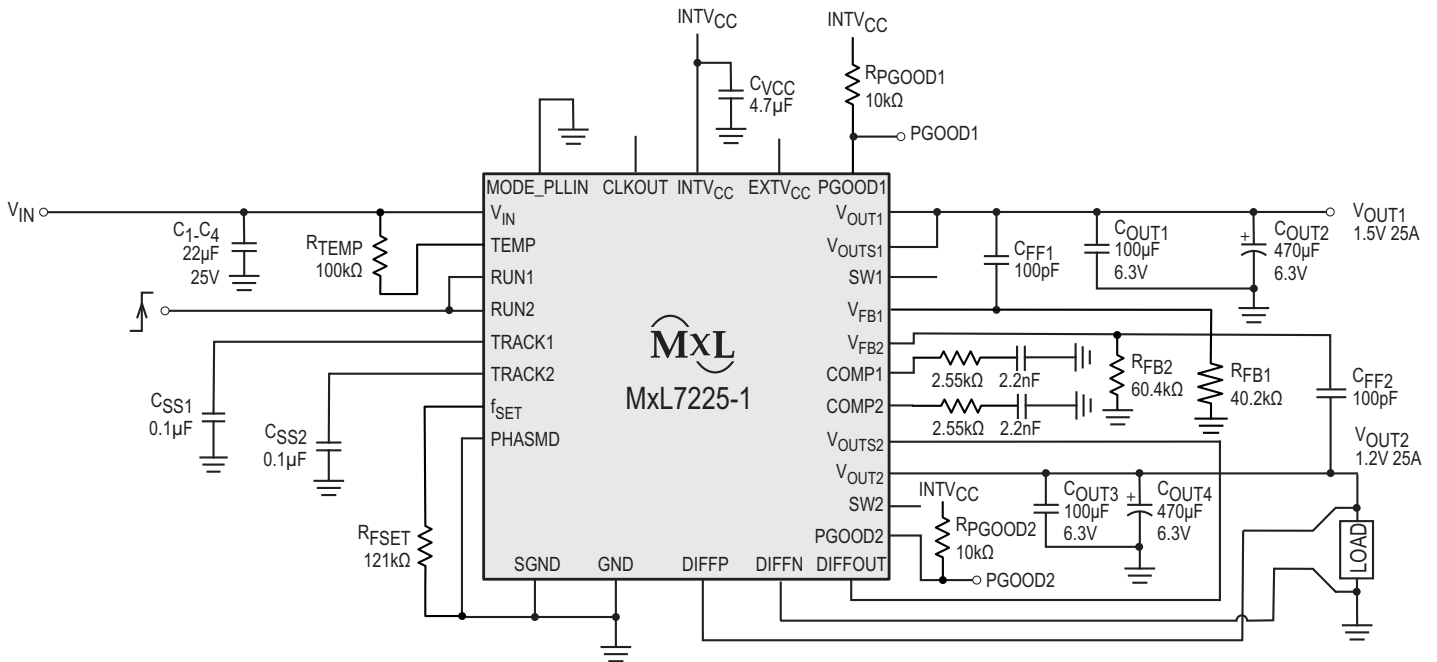 INTVCC
INTVCC
CVCC
4.7µF
RPGOOD1
10kΩ
PGOOD1
MODE_PLLIN
CLKOUT
INTVCC
EXTVCC
PGOOD1
VIN
C1-C4
22µF
25V
RTEMP
100kΩ
VIN
TEMP
RUN1
RUN2
TRACK1
TRACK2
fSET
PHASMD
CSS1
0.1µF
CSS2
0.1µF
RFSET
121kΩ
MxL
MxL7225-1
VOUT1
VOUTS1
SW1
VFB1
VFB2
COMP1
COMP2
VOUTS2
VOUT2
SW2
PGOOD2
SGND
GND
DIFFP
DIFFN
DIFFOUT
CFF1
100pF
COUT1
100µF
6.3V
+
COUT2
470µF
6.3V
VOUT1
1.5V 25A
2.55kΩ
2.2nF
2.55kΩ
2.2nF
RFB2
60.4kΩ
RFB1
40.2kΩ
CFF2
100pF
VOUT2
1.2V 25A
INTVCC
RPGOOD2
10kΩ
PGOOD2
COUT3
100µF
6.3V
+
COUT4
470µF
6.3V
LOAD